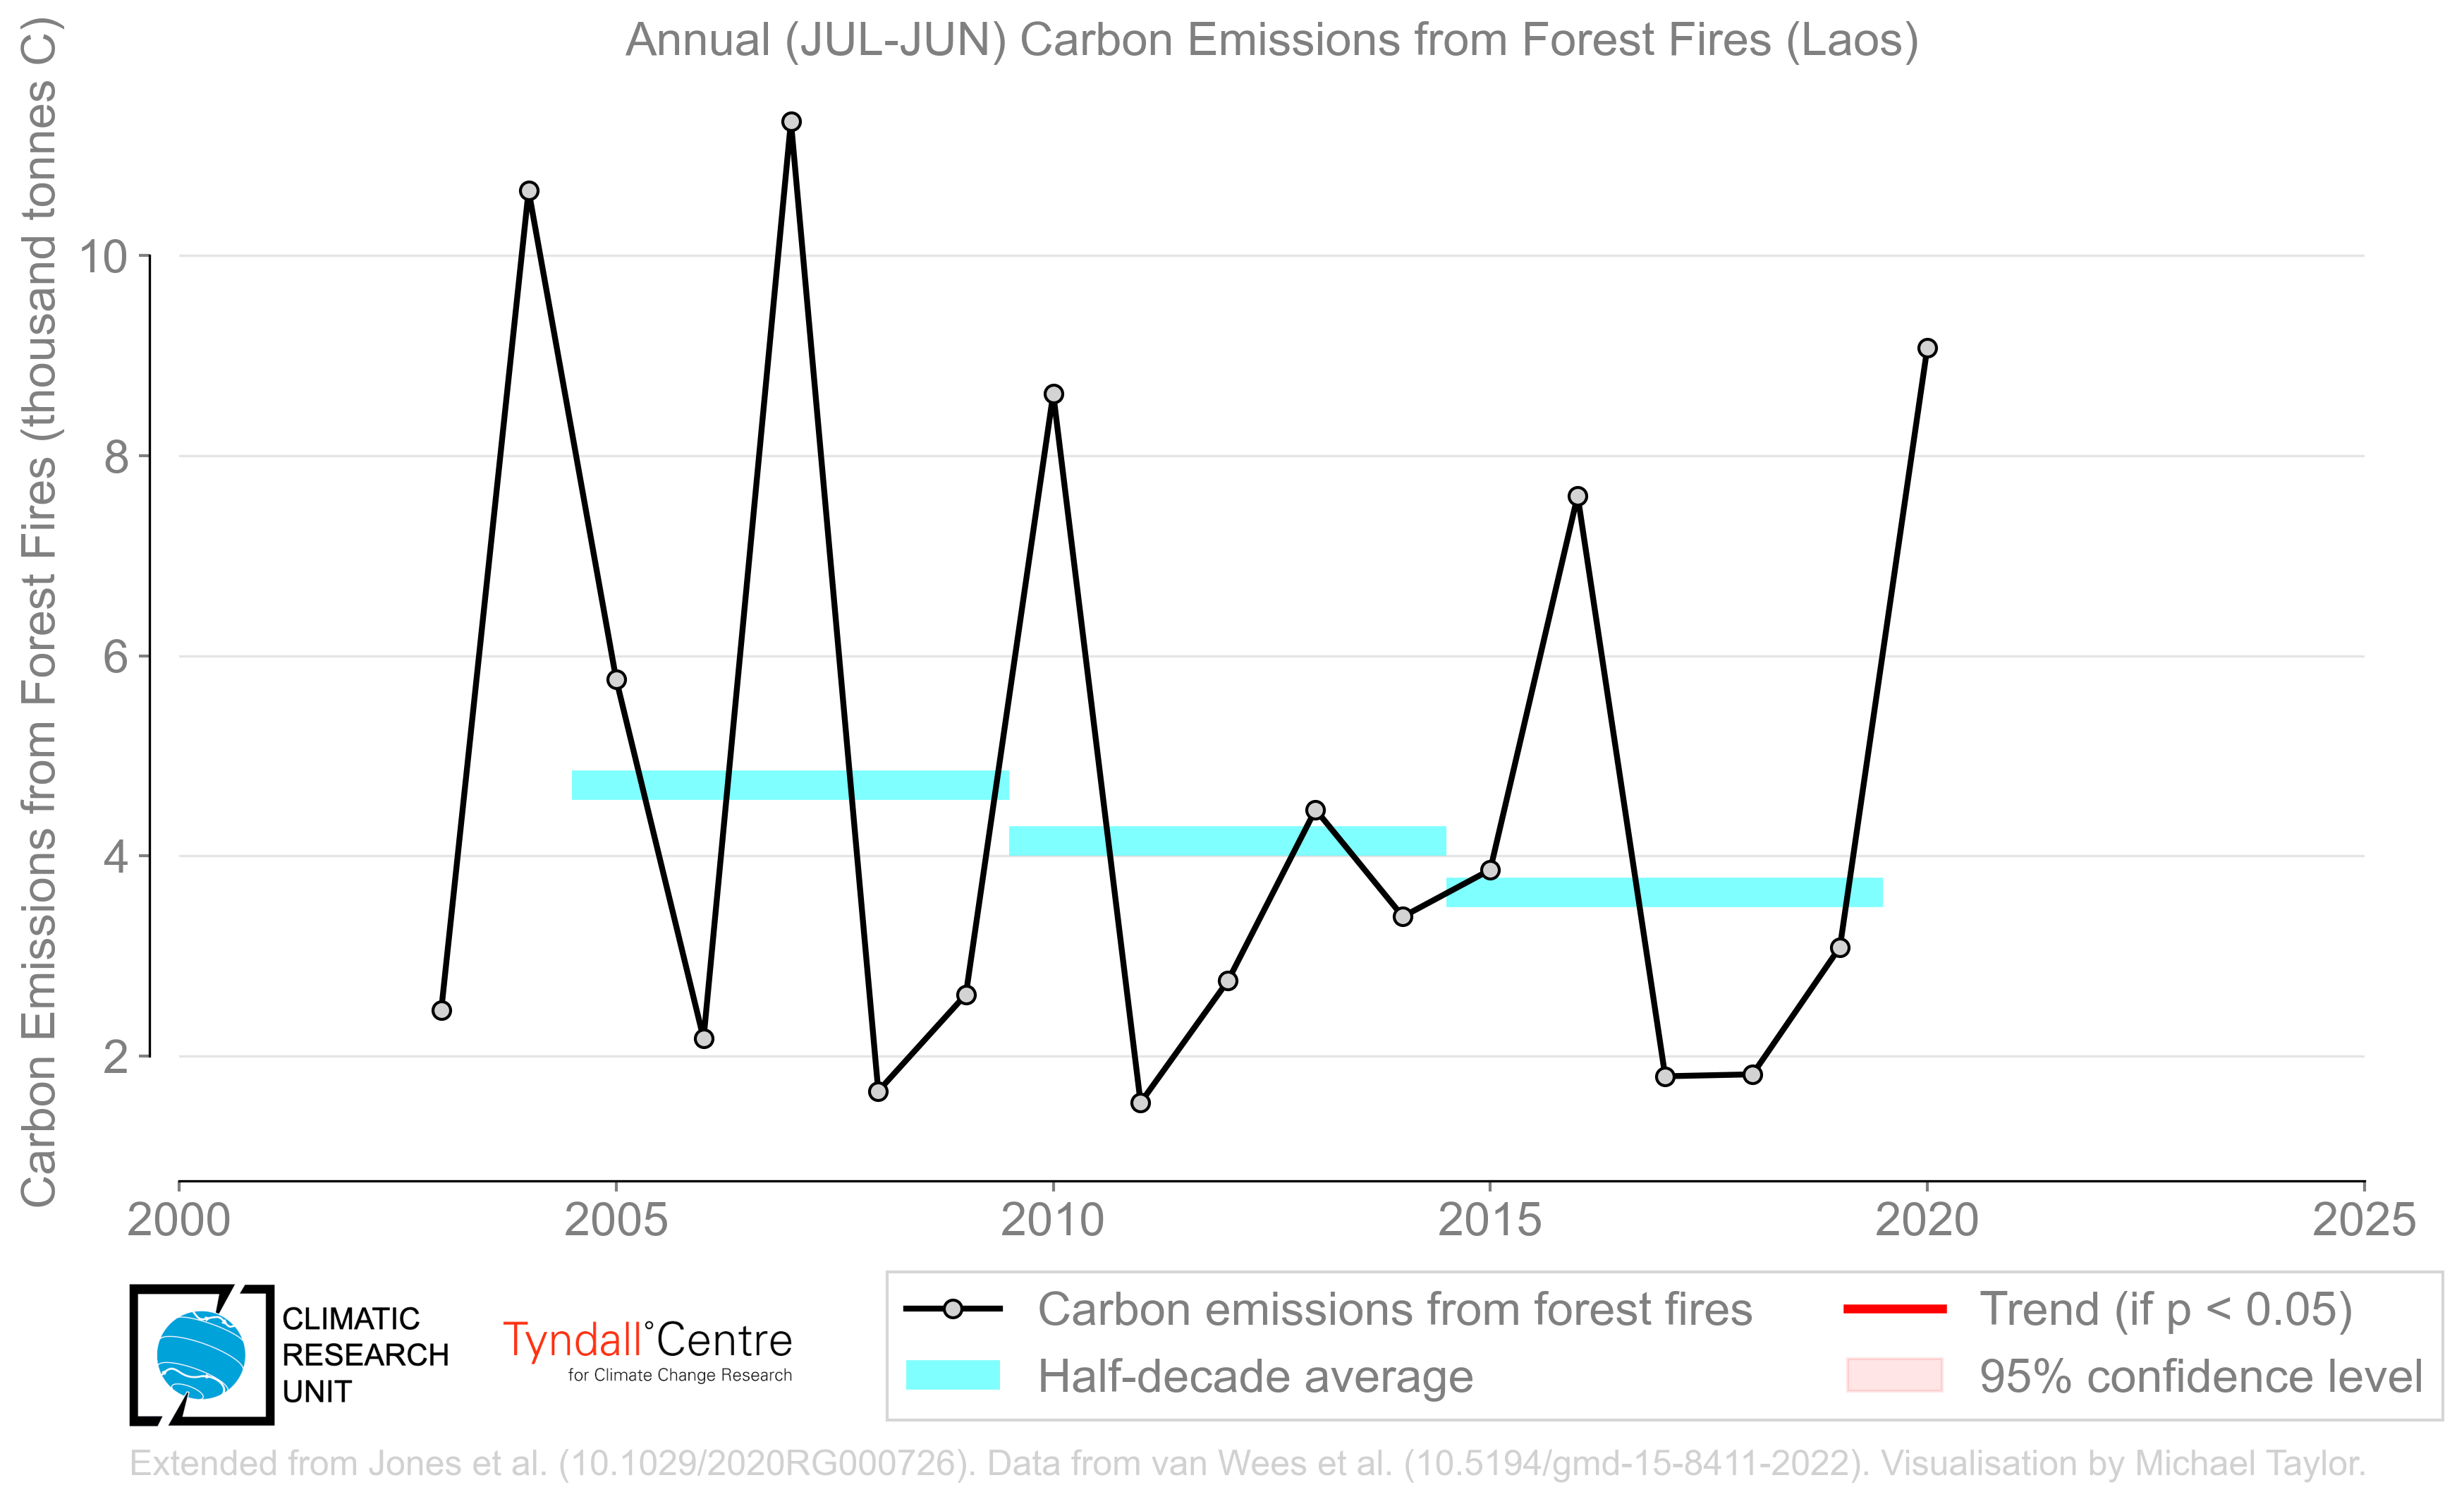 Annual (JUL-JUN) Carbon Emissions from Forest Fires (Laos)
Carbon Emissions from Forest Fires (thousand tonnes C)
10
8
6
4
2
2000
2005
2010
2015
2020
2025
CLIMATIC
RESEARCH
UNIT
Tyndall°Centre
for Climate Change Research
Carbon emissions from forest fires
Half-decade average
Trend (if p < 0.05)
95% confidence level
Extended from Jones et al. (10.1029/2020RG000726). Data from van Wees et al. (10.5194/gmd-15-8411-2022). Visualisation by Michael Taylor.